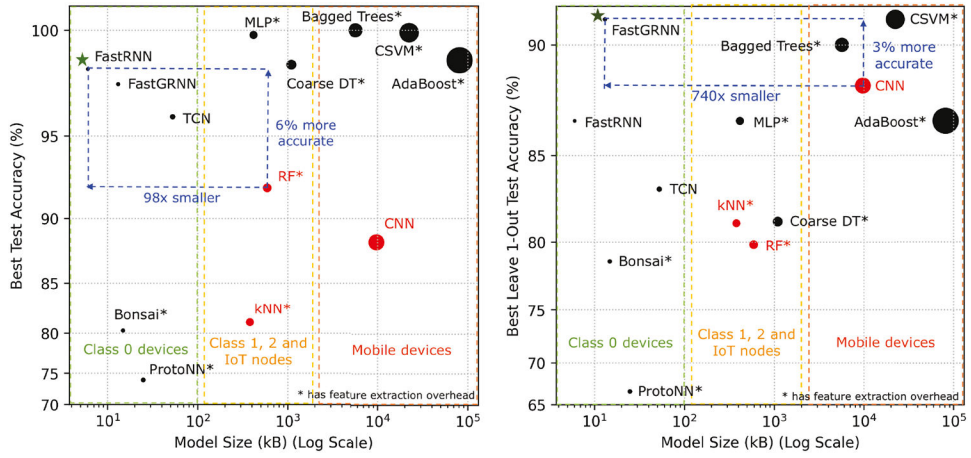 100
95
90
85
80
75
70
Best Test Accuracy (%)
FastRNN
FastGRNN
TCN
MLP*
Bagged Trees*
CSVM*
Coarse DT*
AdaBoost*
6% more
accurate
98x smaller
RF*
CNN
kNN*
Bonsai*
ProtoNN*
Class 0 devices
Class 1, 2 and
IoT nodes
Mobile devices
* has feature extraction overhead
10¹
10²
10³
10⁴
10⁵
Model Size (kB) (Log Scale)
90
85
80
75
70
65
Best Leave 1-Out Test Accuracy (%)
FastGRNN
CSVM*
Bagged Trees*
3% more
accurate
CNN
740x smaller
FastRNN
MLP*
AdaBoost*
TCN
kNN*
Coarse DT*
RF*
Bonsai*
Class 0 devices
Class 1, 2 and
IoT nodes
Mobile devices
ProtoNN*
* has feature extraction overhead
10¹
10²
10³
10⁴
10⁵
Model Size (kB) (Log Scale)